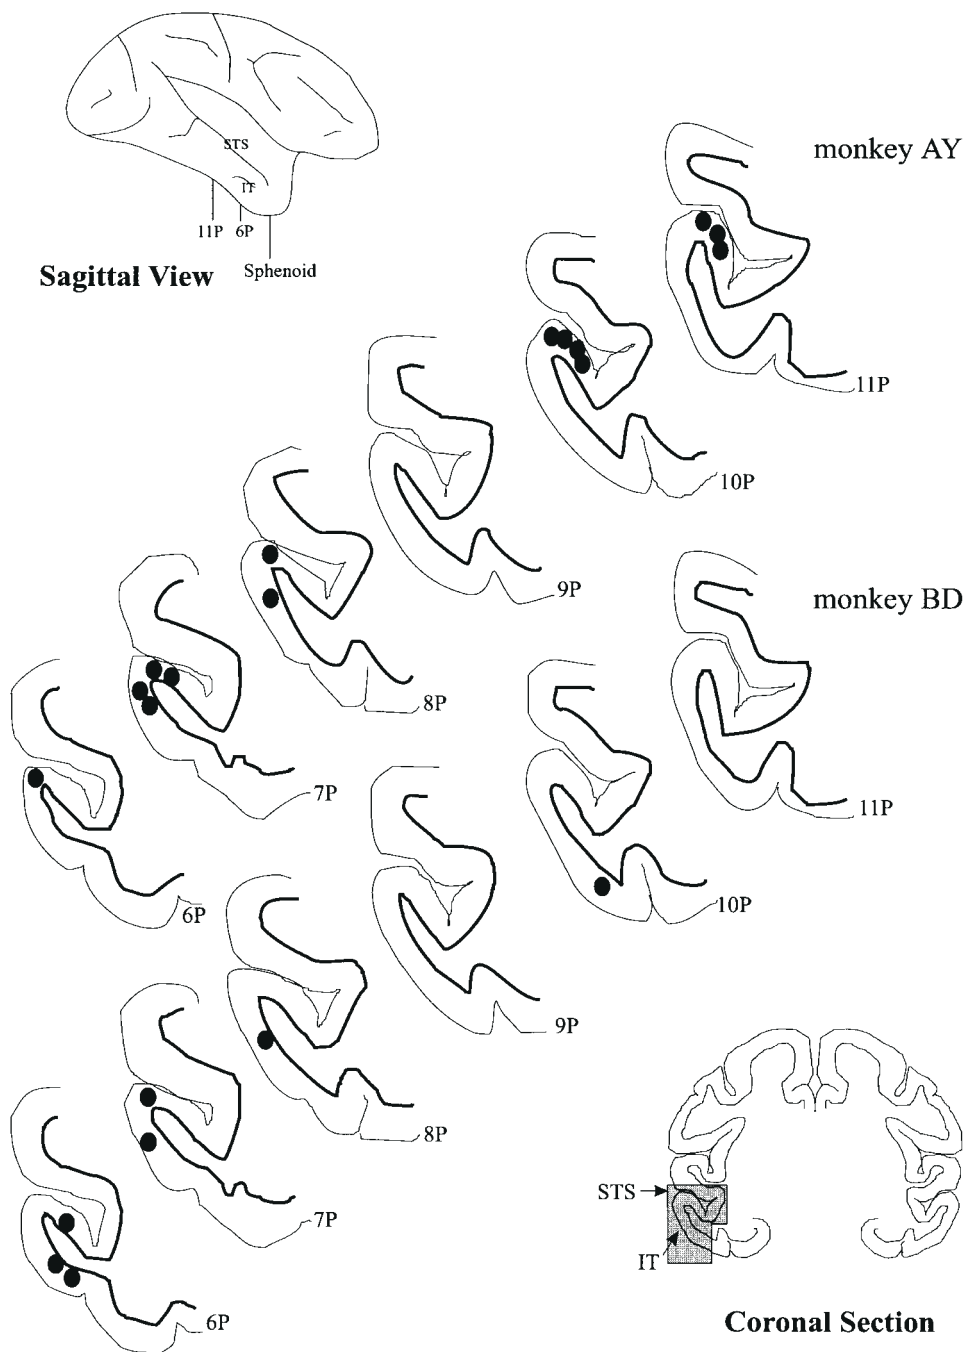 STS
IT
11P 6P
Sagittal View
Sphenoid
monkey AY
11P
10P
9P
8P
7P
6P
monkey BD
11P
10P
9P
8P
7P
6P
STS
IT
Coronal Section